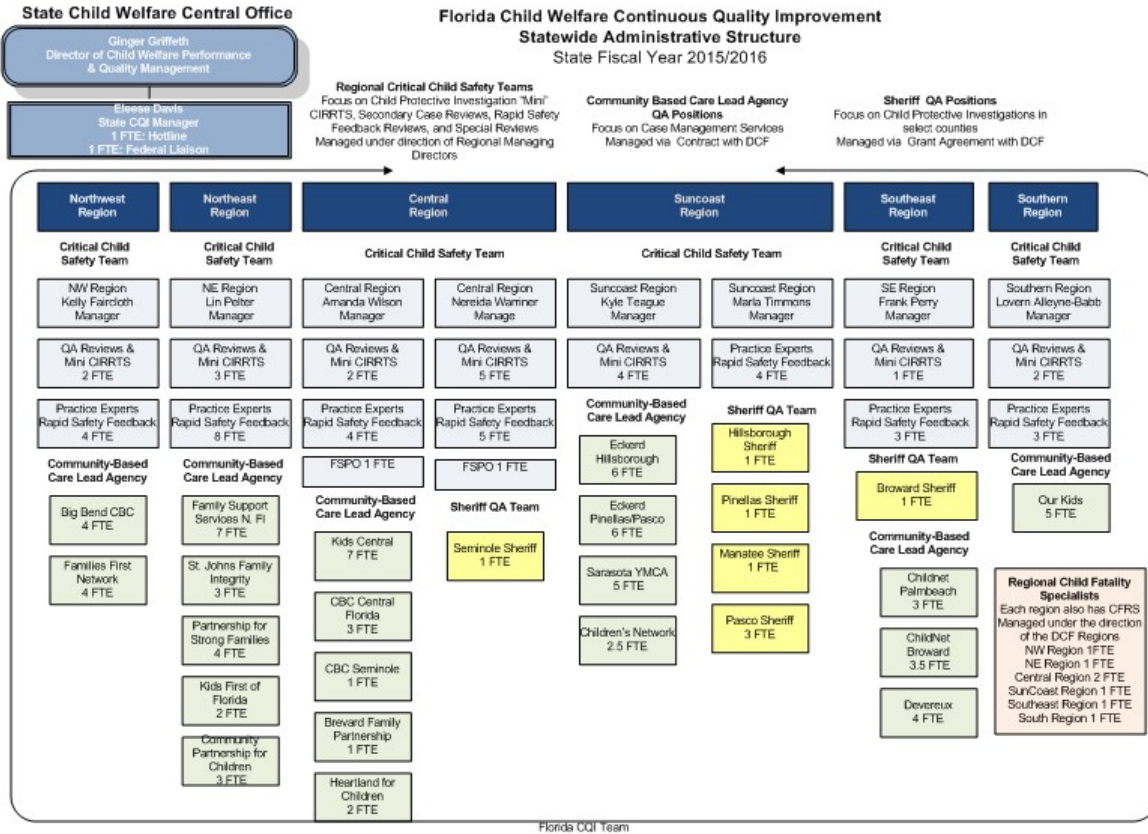 State Child Welfare Central Office
Ginger Griffeth
Director of Child Welfare Performance
& Quality Management
Eleese Davis
State CQI Manager
1 FTE: Hotline
1 FTE: Federal Liaison
Florida Child Welfare Continuous Quality Improvement
Statewide Administrative Structure
State Fiscal Year 2015/2016
Regional Critical Child Safety Teams
Focus on Child Protective Investigation "Mini"
CIRRTS, Secondary Case Reviews, Rapid Safety
Feedback Reviews, and Special Reviews
Managed under direction of Regional Managing
Directors
Community Based Care Lead Agency
QA Positions
Focus on Case Management Services
Managed via Contract with DCF
Sheriff QA Positions
Focus on Child Protective Investigations in
select counties
Managed via Grant Agreement with DCF
Northwest
Region
Critical Child
Safety Team
NW Region
Kelly Faircloth
Manager
QA Reviews &
Mini CIRRTS
2 FTE
Practice Experts
Rapid Safety Feedback
4 FTE
Community-Based
Care Lead Agency
Big Bend CBC
4 FTE
Families First
Network
4 FTE
Northeast
Region
Critical Child
Safety Team
NE Region
Lin Pelter
Manager
QA Reviews &
Mini CIRRTS
3 FTE
Practice Experts
Rapid Safety Feedback
8 FTE
Community-Based
Care Lead Agency
Family Support
Services N. Fl
7 FTE
St. Johns Family
Integrity
3 FTE
Partnership for
Strong Families
4 FTE
Kids First of
Florida
2 FTE
Community
Partnership for
Children
3 FTE
Central
Region
Critical Child Safety Team
Central Region
Amanda Wilson
Manager
QA Reviews &
Mini CIRRTS
2 FTE
Practice Experts
Rapid Safety Feedback
4 FTE
FSPO 1 FTE
Community-Based
Care Lead Agency
Kids Central
7 FTE
CBC Central
Florida
3 FTE
CBC Seminole
1 FTE
Brevard Family
Partnership
1 FTE
Heartland for
Children
2 FTE
Central Region
Nereida Warriner
Manage
QA Reviews &
Mini CIRRTS
5 FTE
Practice Experts
Rapid Safety Feedback
5 FTE
FSPO 1 FTE
Sheriff QA Team
Seminole Sheriff
1 FTE
Suncoast
Region
Critical Child Safety Team
Suncoast Region
Kyle Teague
Manager
QA Reviews &
Mini CIRRTS
4 FTE
Community-Based
Care Lead Agency
Eckerd
Hillsborough
6 FTE
Eckerd
Pinellas/Pasco
6 FTE
Sarasota YMCA
5 FTE
Children's Network
2.5 FTE
Suncoast Region
Marla Timmons
Manager
Practice Experts
Rapid Safety Feedback
4 FTE
Sheriff QA Team
Hillsborough
Sheriff
1 FTE
Pinellas Sheriff
1 FTE
Manatee Sheriff
1 FTE
Pasco Sheriff
3 FTE
Southeast
Region
Critical Child
Safety Team
SE Region
Frank Perry
Manager
QA Reviews &
Mini CIRRTS
1 FTE
Practice Experts
Rapid Safety Feedback
3 FTE
Sheriff QA Team
Broward Sheriff
1 FTE
Community-Based
Care Lead Agency
Childnet
Palmbeach
3 FTE
ChildNet
Broward
3.5 FTE
Devereux
4 FTE
Southern
Region
Critical Child
Safety Team
Southern Region
Lovern Alleyne-Babb
Manager
QA Reviews &
Mini CIRRTS
2 FTE
Practice Experts
Rapid Safety Feedback
3 FTE
Community-Based
Care Lead Agency
Our Kids
5 FTE
Regional Child Fatality
Specialists
Each region also has CFRS
Managed under the direction
of the DCF Regions
NW Region 1FTE
NE Region 1 FTE
Central Region 2 FTE
SunCoast Region 1 FTE
Southeast Region 1 FTE
South Region 1 FTE
Florida CQI Team